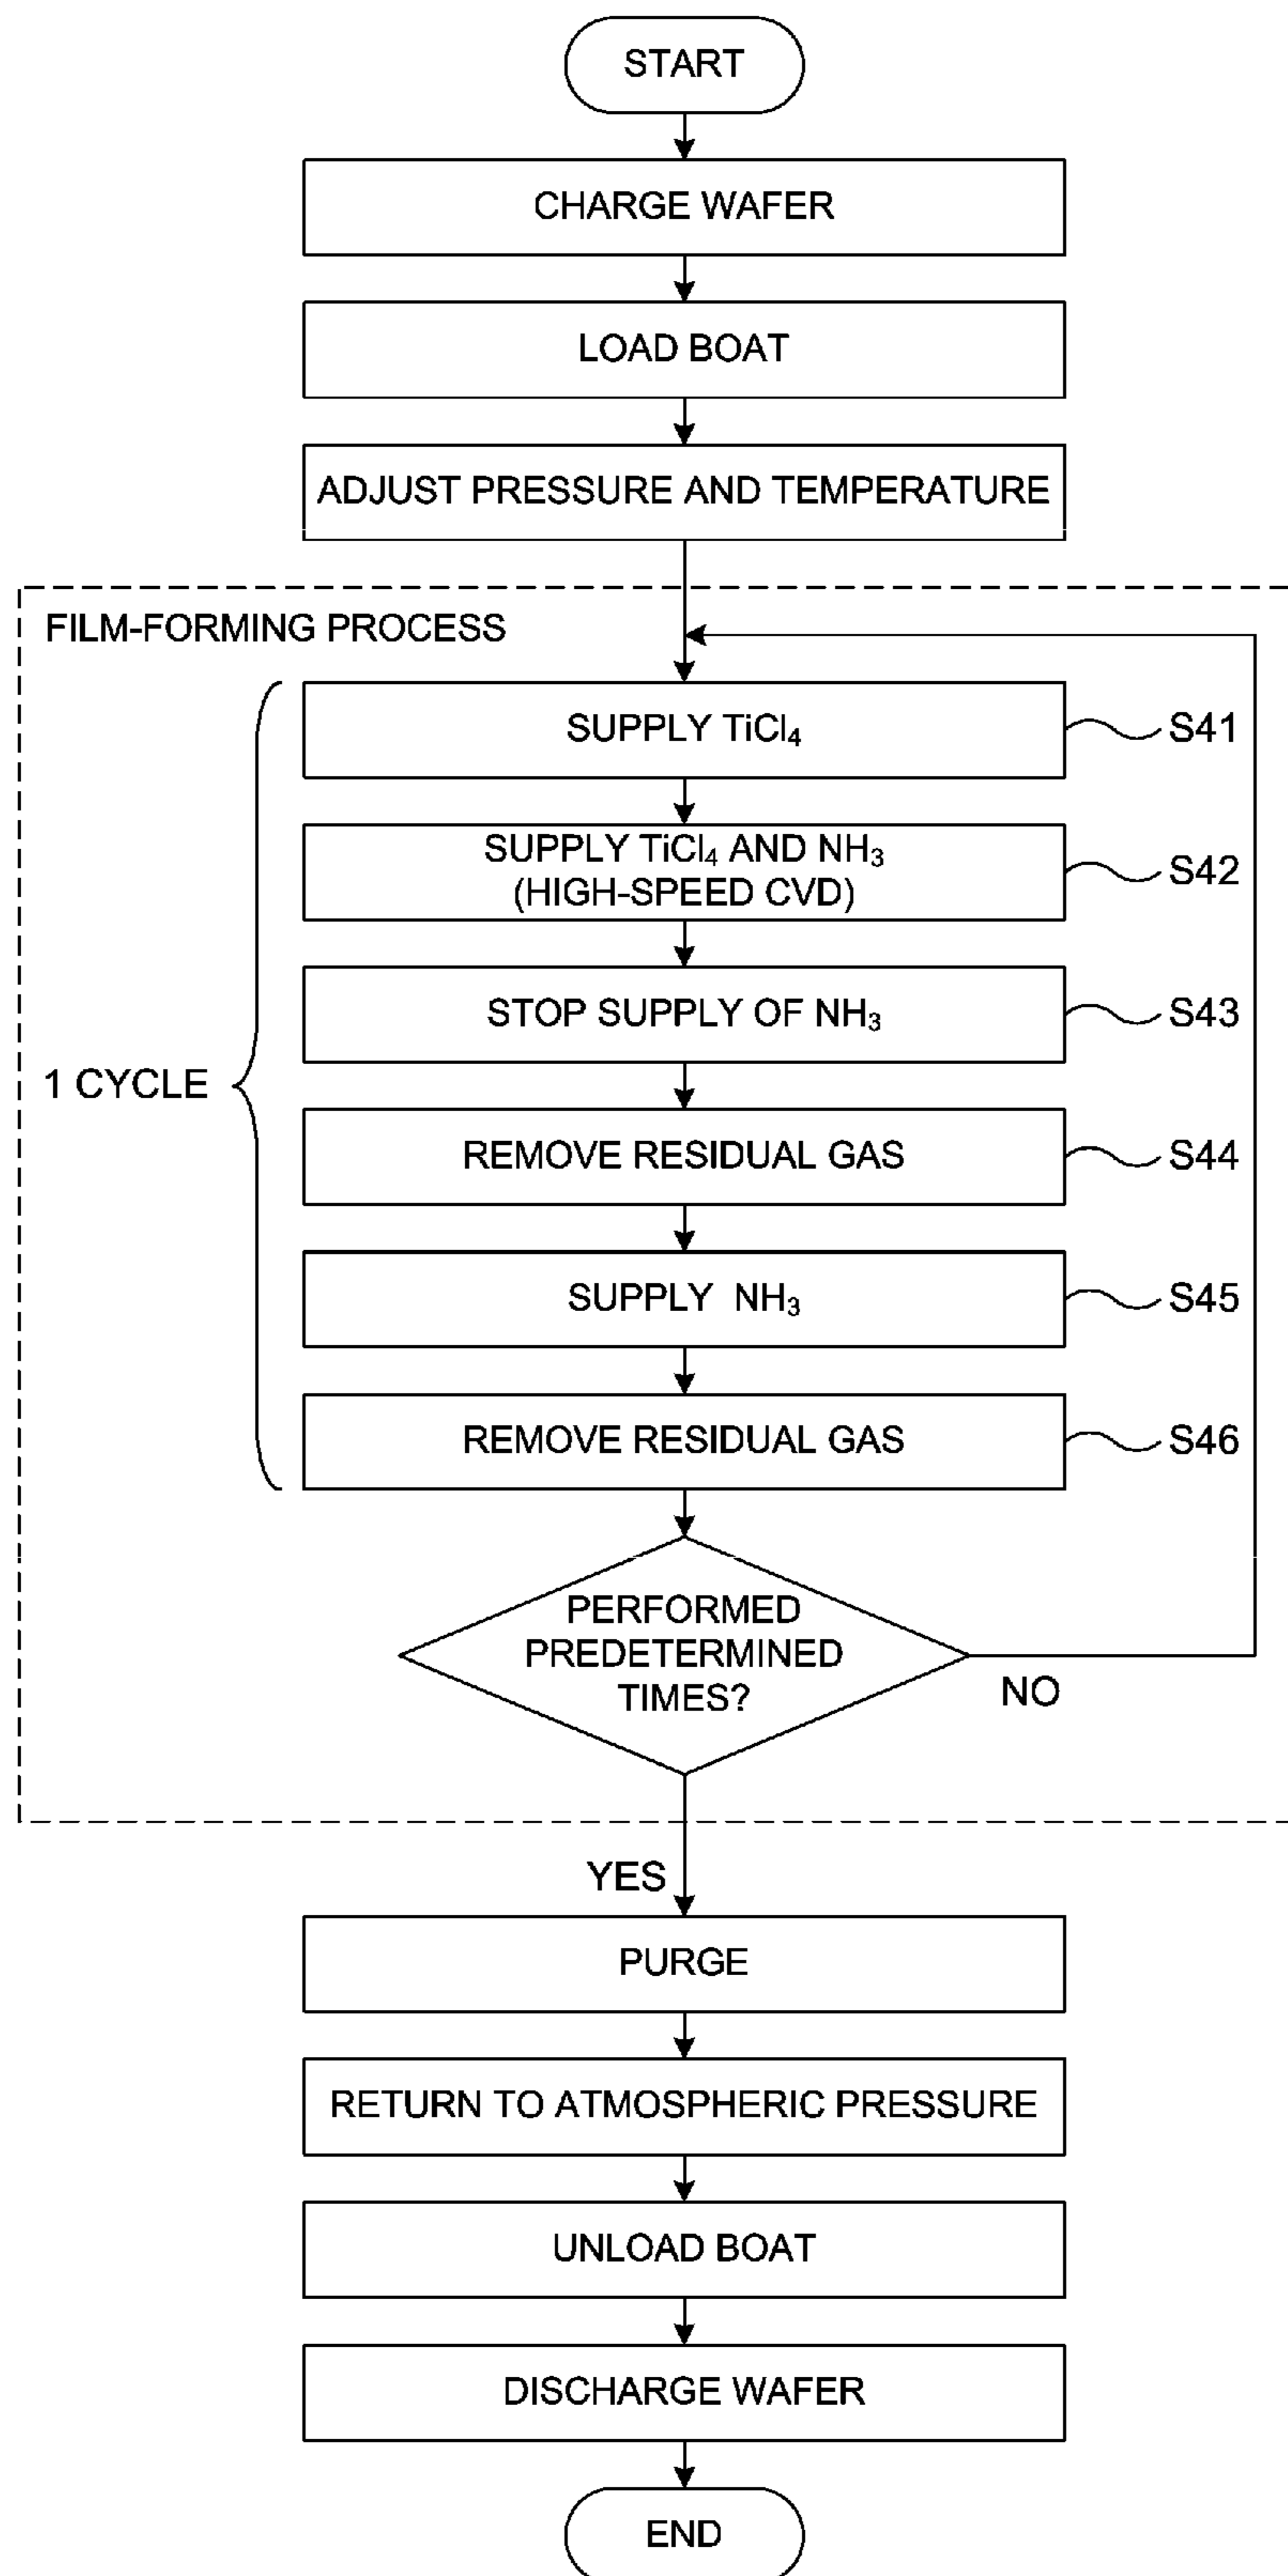 START
CHARGE WAFER
LOAD BOAT
ADJUST PRESSURE AND TEMPERATURE
FILM-FORMING PROCESS
1 CYCLE
SUPPLY TiCl₄
S41
SUPPLY TiCl₄ AND NH₃
(HIGH-SPEED CVD)
S42
STOP SUPPLY OF NH₃
S43
REMOVE RESIDUAL GAS
S44
SUPPLY NH₃
S45
REMOVE RESIDUAL GAS
S46
PERFORMED
PREDETERMINED
TIMES?
NO
YES
PURGE
RETURN TO ATMOSPHERIC PRESSURE
UNLOAD BOAT
DISCHARGE WAFER
END